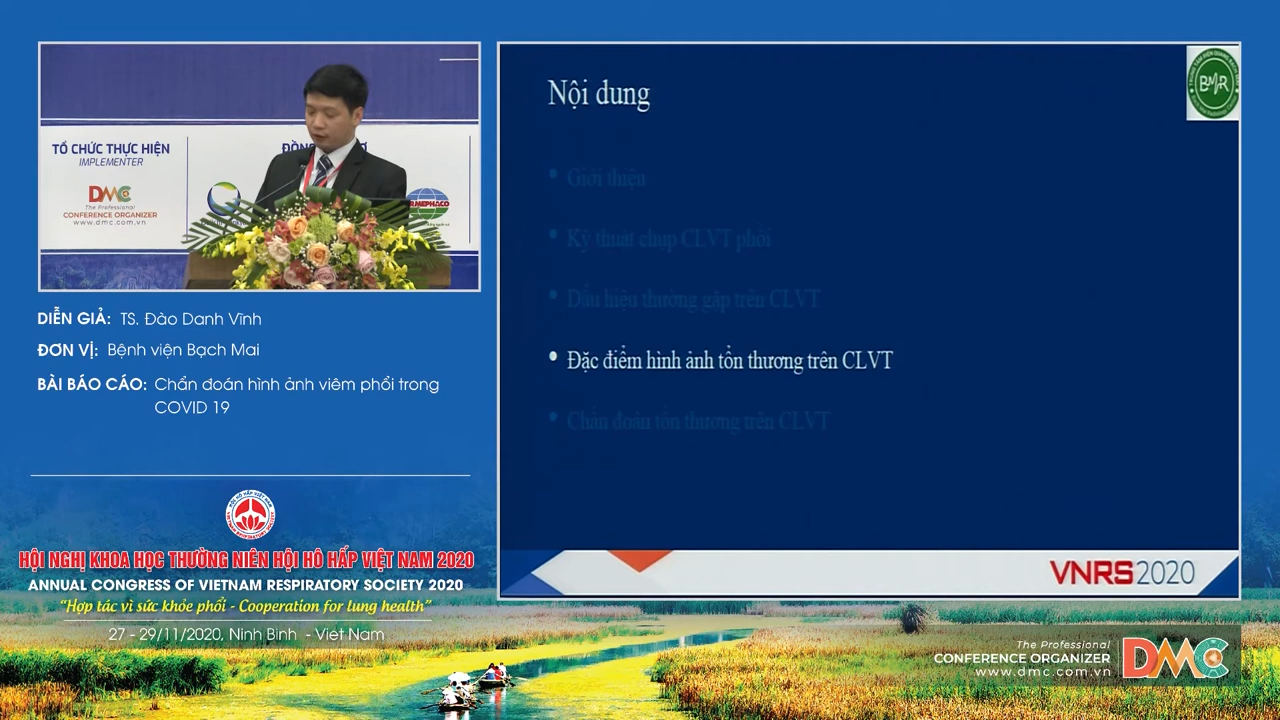 TỔ CHỨC THỰC HIỆN
IMPLEMENTER
DMC
The Professional
CONFERENCE ORGANIZER
www.dmc.com.vn
DIỄN GIẢ: TS. Đào Danh Vĩnh
ĐƠN VỊ: Bệnh viện Bạch Mai
BÀI BÁO CÁO: Chẩn đoán hình ảnh viêm phổi trong
COVID 19
HỘI NGHỊ KHOA HỌC THƯỜNG NIÊN HỘI HÔ HẤP VIỆT NAM 2020
ANNUAL CONGRESS OF VIETNAM RESPIRATORY SOCIETY 2020
“Hợp tác vì sức khỏe phổi - Cooperation for lung health”
27 - 29/11/2020, Ninh Bình - Việt Nam
Nội dung
• Giới thiệu
• Kỹ thuật chụp CLVT phổi
• Dấu hiệu thường gặp trên CLVT
• Đặc điểm hình ảnh tổn thương trên CLVT
• Chẩn đoán tổn thương trên CLVT
BMR
VNRS2020
The Professional
CONFERENCE ORGANIZER
www.dmc.com.vn
DMC